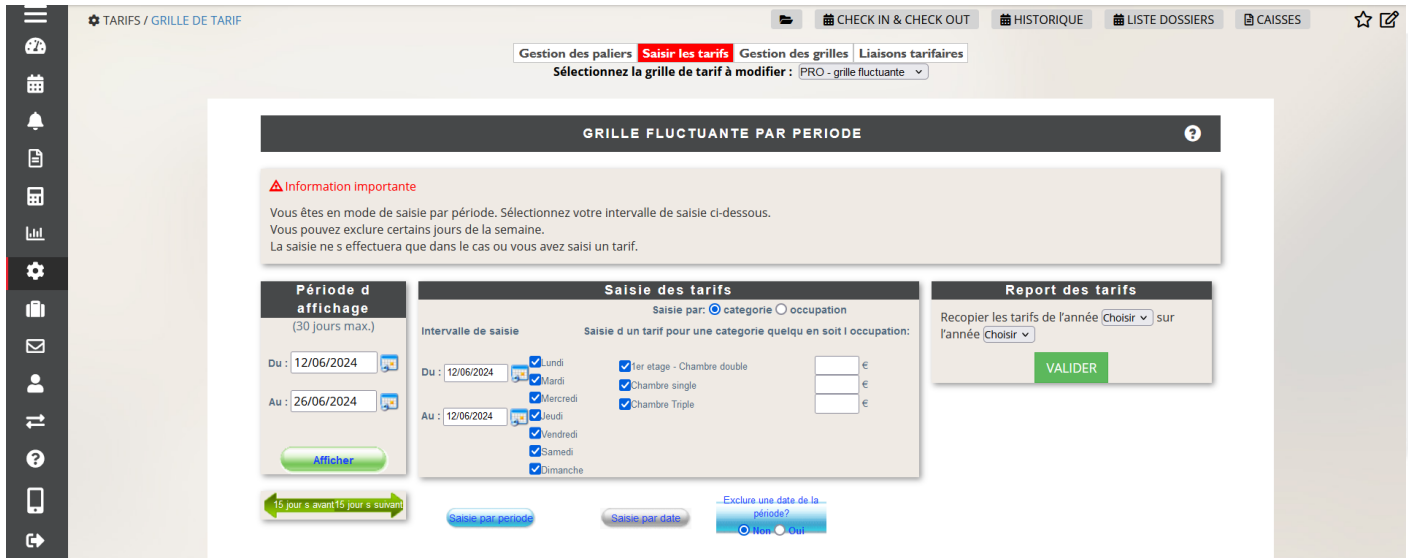 TARIFS / GRILLE DE TARIF
CHECK IN & CHECK OUT
HISTORIQUE
LISTE DOSSIERS
CAISSES
Gestion des paliers Saisir les tarifs Gestion des grilles Liaisons tarifaires
Sélectionnez la grille de tarif à modifier : PRO - grille fluctuante
GRILLE FLUCTUANTE PAR PERIODE
Information importante
Vous êtes en mode de saisie par période. Sélectionnez votre intervalle de saisie ci-dessous.
Vous pouvez exclure certains jours de la semaine.
La saisie ne s effectuera que dans le cas ou vous avez saisi un tarif.
Période d
affichage
(30 jours max.)
Du : 12/06/2024
Au : 26/06/2024
Afficher
15 jour s avant 15 jour s suivant
Saisie des tarifs
Saisie par: categorie occupation
Intervalle de saisie
Saisie d un tarif pour une categorie quelqu en soit l occupation:
Du : 12/06/2024
Au : 12/06/2024
Lundi
Mardi
Mercredi
Jeudi
Vendredi
Samedi
Dimanche
1er etage - Chambre double €
Chambre single €
Chambre Triple €
Saisie par periode
Saisie par date
Exclure une date de la
période?
Non Oui
Report des tarifs
Recopier les tarifs de l'année Choisir sur
l'année Choisir
VALIDER